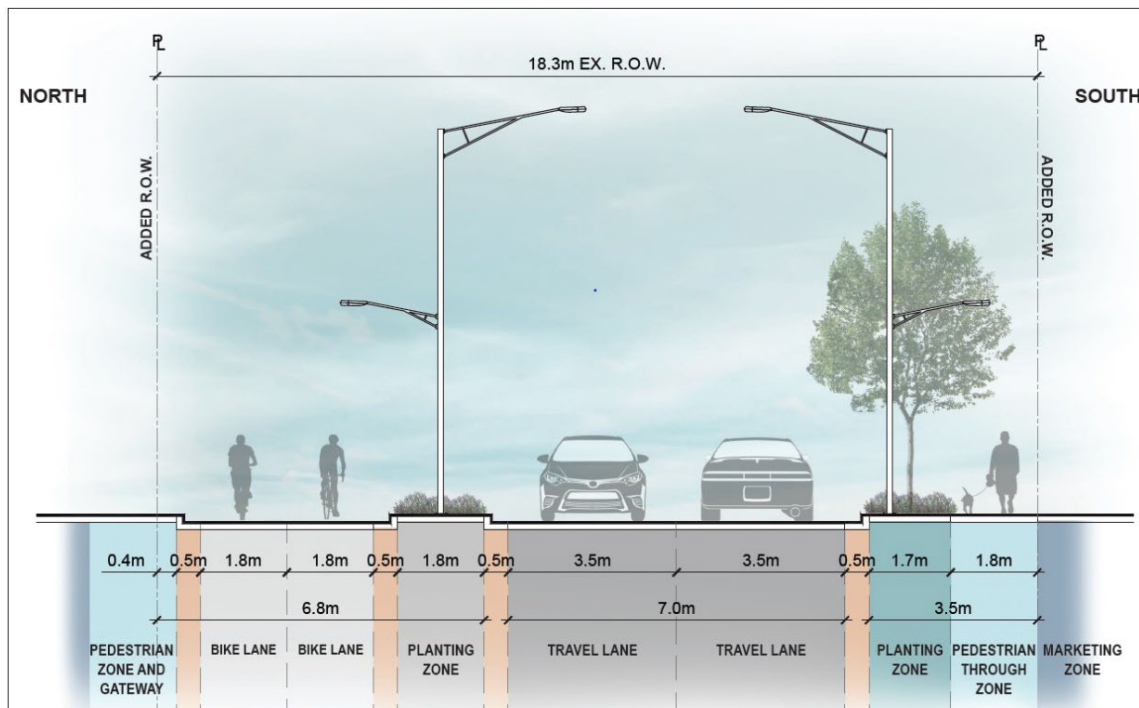 PL
PL
18.3m EX. R.O.W.
NORTH
SOUTH
ADDED R.O.W.
ADDED R.O.W.
0.4m 0.5m 1.8m 1.8m 0.5m 1.8m 0.5m 3.5m 3.5m 0.5m 1.7m 1.8m
6.8m 7.0m 3.5m
PEDESTRIAN
ZONE AND
GATEWAY
BIKE LANE
BIKE LANE
PLANTING
ZONE
TRAVEL LANE
TRAVEL LANE
PLANTING
ZONE
PEDESTRIAN
THROUGH
ZONE
MARKETING
ZONE